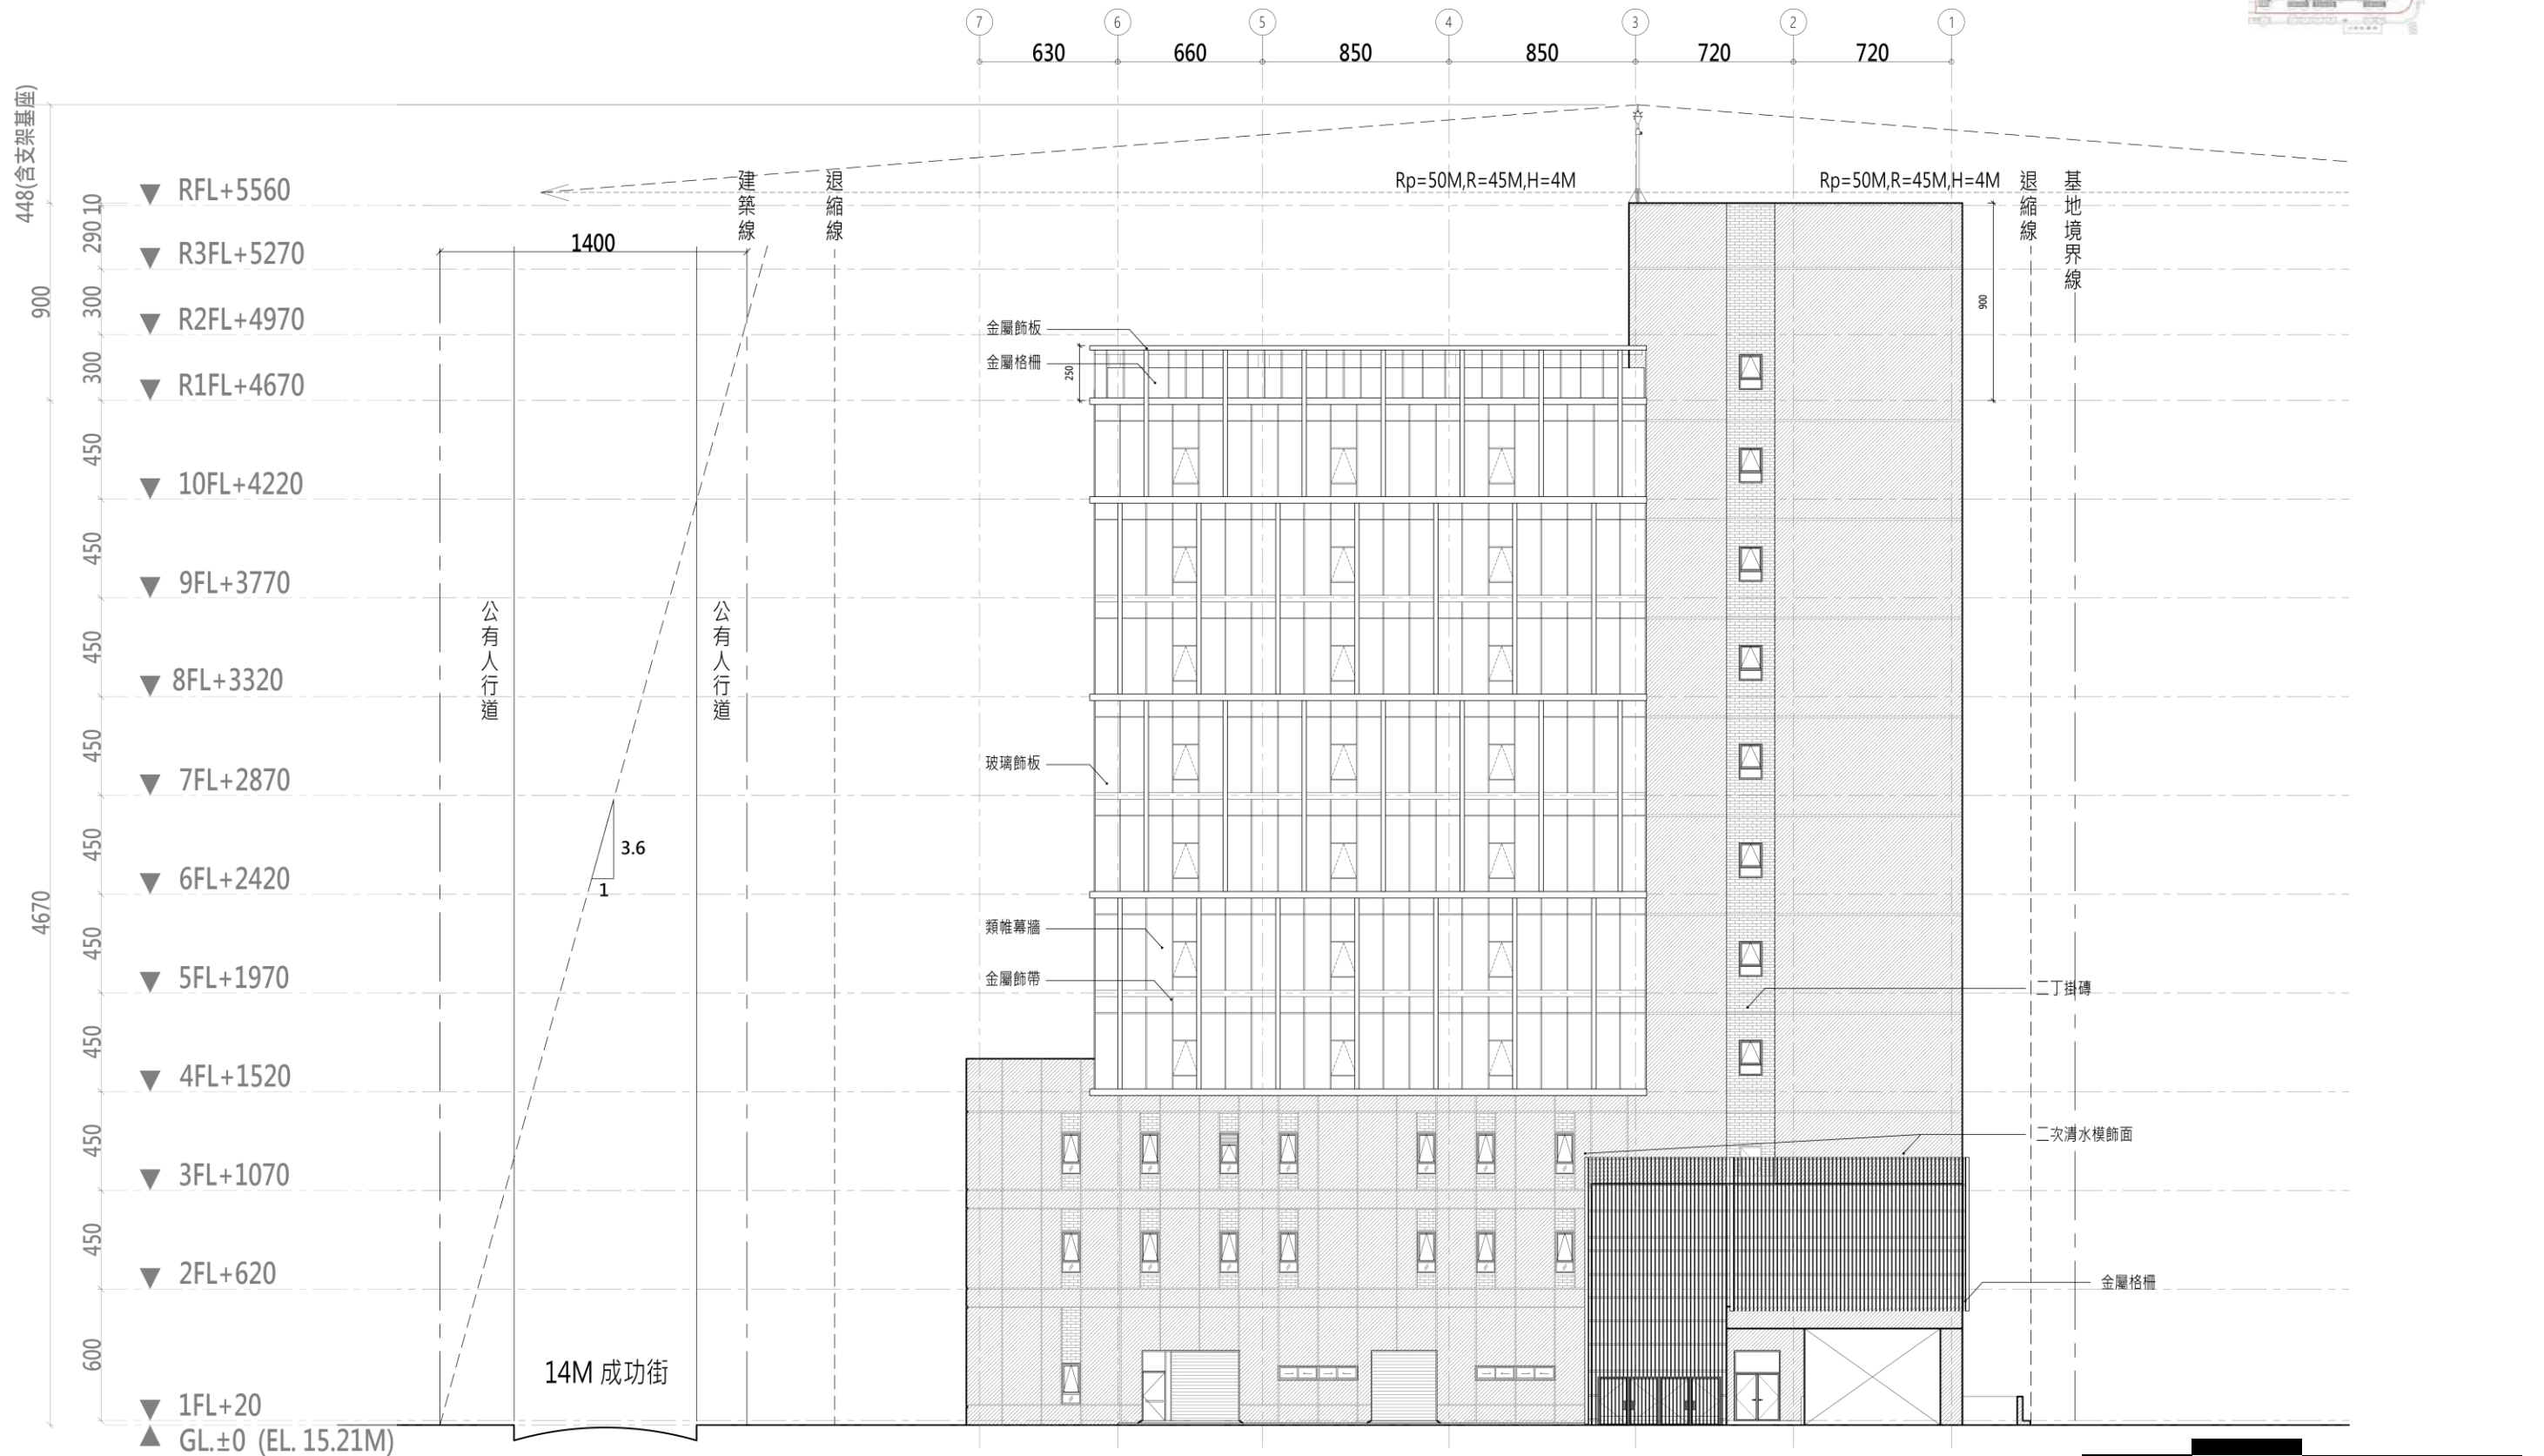 7
6
5
4
3
2
1
630
660
850
850
720
720
448(含支架基座)
10
290
300
300
900
450
450
450
450
450
450
450
450
450
600
4670
RFL+5560
R3FL+5270
R2FL+4970
R1FL+4670
10FL+4220
9FL+3770
8FL+3320
7FL+2870
6FL+2420
5FL+1970
4FL+1520
3FL+1070
2FL+620
1FL+20
GL.±0 (EL. 15.21M)
1400
建築線
退縮線
公有人行道
公有人行道
3.6
1
14M 成功街
Rp=50M,R=45M,H=4M
Rp=50M,R=45M,H=4M
退縮線
基地境界線
900
250
金屬飾板
金屬格柵
玻璃飾板
類帷幕牆
金屬飾帶
二丁掛磚
二次清水模飾面
金屬格柵